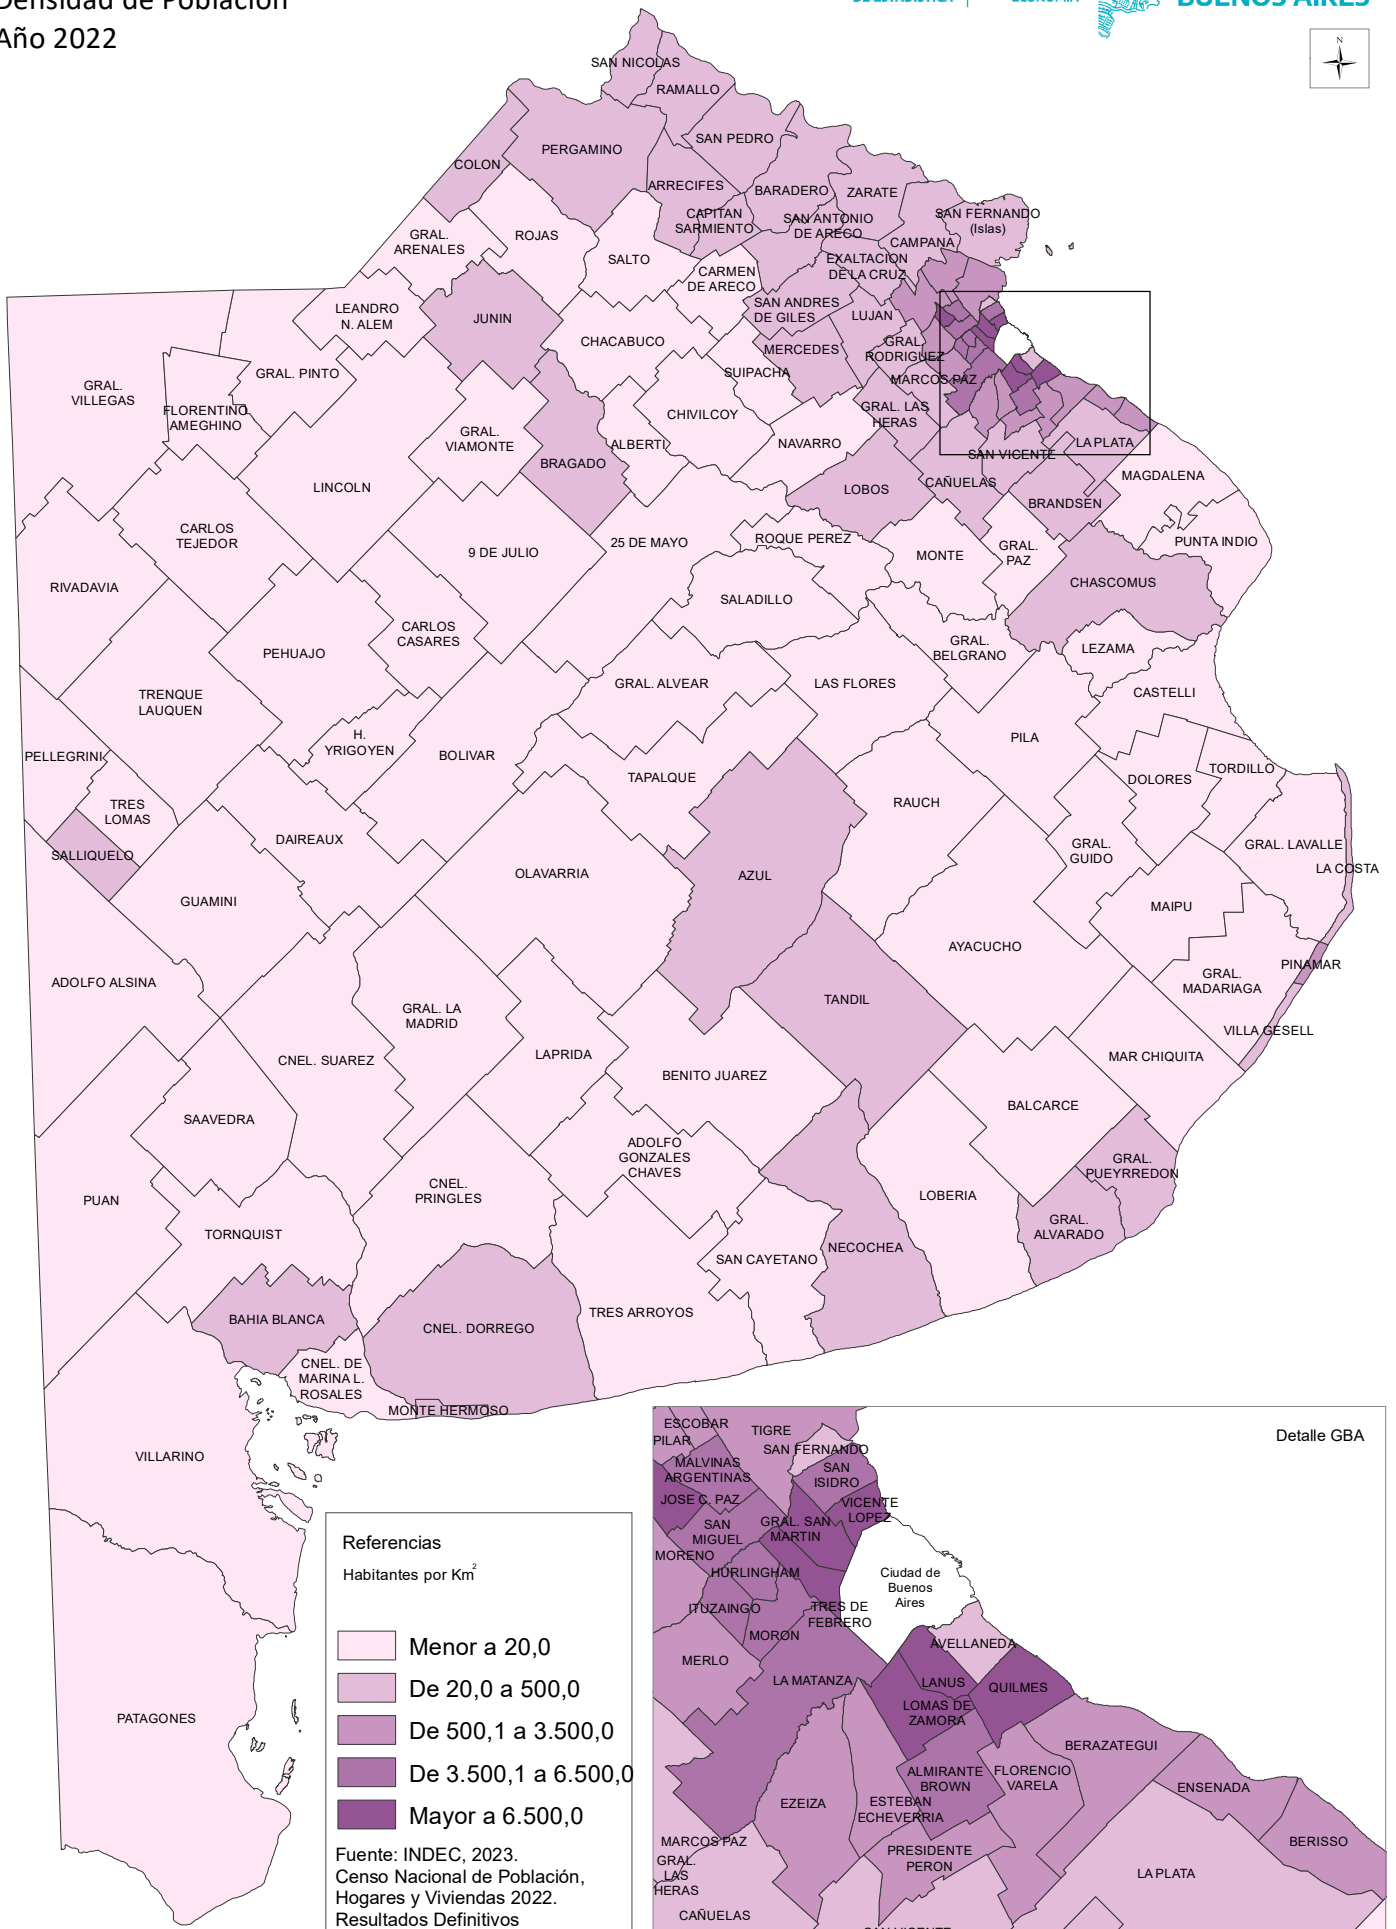 Densidad de Población
Año 2022
BUENOS AIRES
N
SAN NICOLAS
RAMALLO
SAN PEDRO
PERGAMINO
COLON
ARRECIFES
BARADERO
ZARATE
CAPITAN
SARMIENTO
SAN ANTONIO
DE ARECO
SAN FERNANDO
(Islas)
CAMPANA
GRAL.
ARENALES
ROJAS
SALTO
CARMEN
DE ARECO
EXALTACION
DE LA CRUZ
LEANDRO
N. ALEM
JUNIN
SAN ANDRES
DE GILES
LUJAN
CHACABUCO
MERCEDES
GRAL.
RODRIGUEZ
SUIPACHA
MARCOS PAZ
GRAL.
VILLEGAS
GRAL. PINTO
FLORENTINO
AMEGHINO
GRAL.
VIAMONTE
CHIVILCOY
GRAL. LAS
HERAS
ALBERTI
NAVARRO
BRAGADO
SAN VICENTE
LA PLATA
MAGDALENA
LINCOLN
LOBOS
CAÑUELAS
BRANDSEN
CARLOS
TEJEDOR
9 DE JULIO
25 DE MAYO
ROQUE PEREZ
MONTE
GRAL.
PAZ
PUNTA INDIO
RIVADAVIA
CHASCOMUS
SALADILLO
CARLOS
CASARES
PEHUAJO
GRAL.
BELGRANO
LEZAMA
TRENQUE
LAUQUEN
GRAL. ALVEAR
LAS FLORES
CASTELLI
H.
YRIGOYEN
PILA
PELLEGRINI
BOLIVAR
TAPALQUE
DOLORES
TORDILLO
TRES
LOMAS
RAUCH
DAIREAUX
GRAL.
GUIDO
GRAL. LAVALLE
SALLIQUELO
LA COSTA
OLAVARRIA
AZUL
GUAMINI
MAIPU
AYACUCHO
PINAMAR
ADOLFO ALSINA
GRAL.
MADARIAGA
GRAL. LA
MADRID
TANDIL
VILLA GESELL
CNEL. SUAREZ
LAPRIDA
MAR CHIQUITA
BENITO JUAREZ
BALCARCE
SAAVEDRA
ADOLFO
GONZALES
CHAVES
GRAL.
PUEYRREDON
PUAN
CNEL.
PRINGLES
LOBERIA
GRAL.
ALVARADO
TORNQUIST
SAN CAYETANO
NECOCHEA
BAHIA BLANCA
CNEL. DORREGO
TRES ARROYOS
CNEL. DE
MARINA L.
ROSALES
MONTE HERMOSO
VILLARINO
PATAGONES
Referencias
Habitantes por Km²
Menor a 20,0
De 20,0 a 500,0
De 500,1 a 3.500,0
De 3.500,1 a 6.500,0
Mayor a 6.500,0
Fuente: INDEC, 2023.
Censo Nacional de Población,
Hogares y Viviendas 2022.
Resultados Definitivos
Detalle GBA
ESCOBAR
TIGRE
PILAR
SAN FERNANDO
MALVINAS
ARGENTINAS
SAN
ISIDRO
JOSE C. PAZ
VICENTE
LOPEZ
SAN
MIGUEL
GRAL. SAN
MARTIN
MORENO
HURLINGHAM
Ciudad de
Buenos
Aires
ITUZAINGO
TRES DE
FEBRERO
MORON
AVELLANEDA
MERLO
LA MATANZA
LANUS
QUILMES
LOMAS DE
ZAMORA
BERAZATEGUI
ALMIRANTE
BROWN
FLORENCIO
VARELA
ENSENADA
EZEIZA
ESTEBAN
ECHEVERRIA
BERISSO
MARCOS PAZ
PRESIDENTE
PERON
GRAL.
LAS
HERAS
LA PLATA
CAÑUELAS